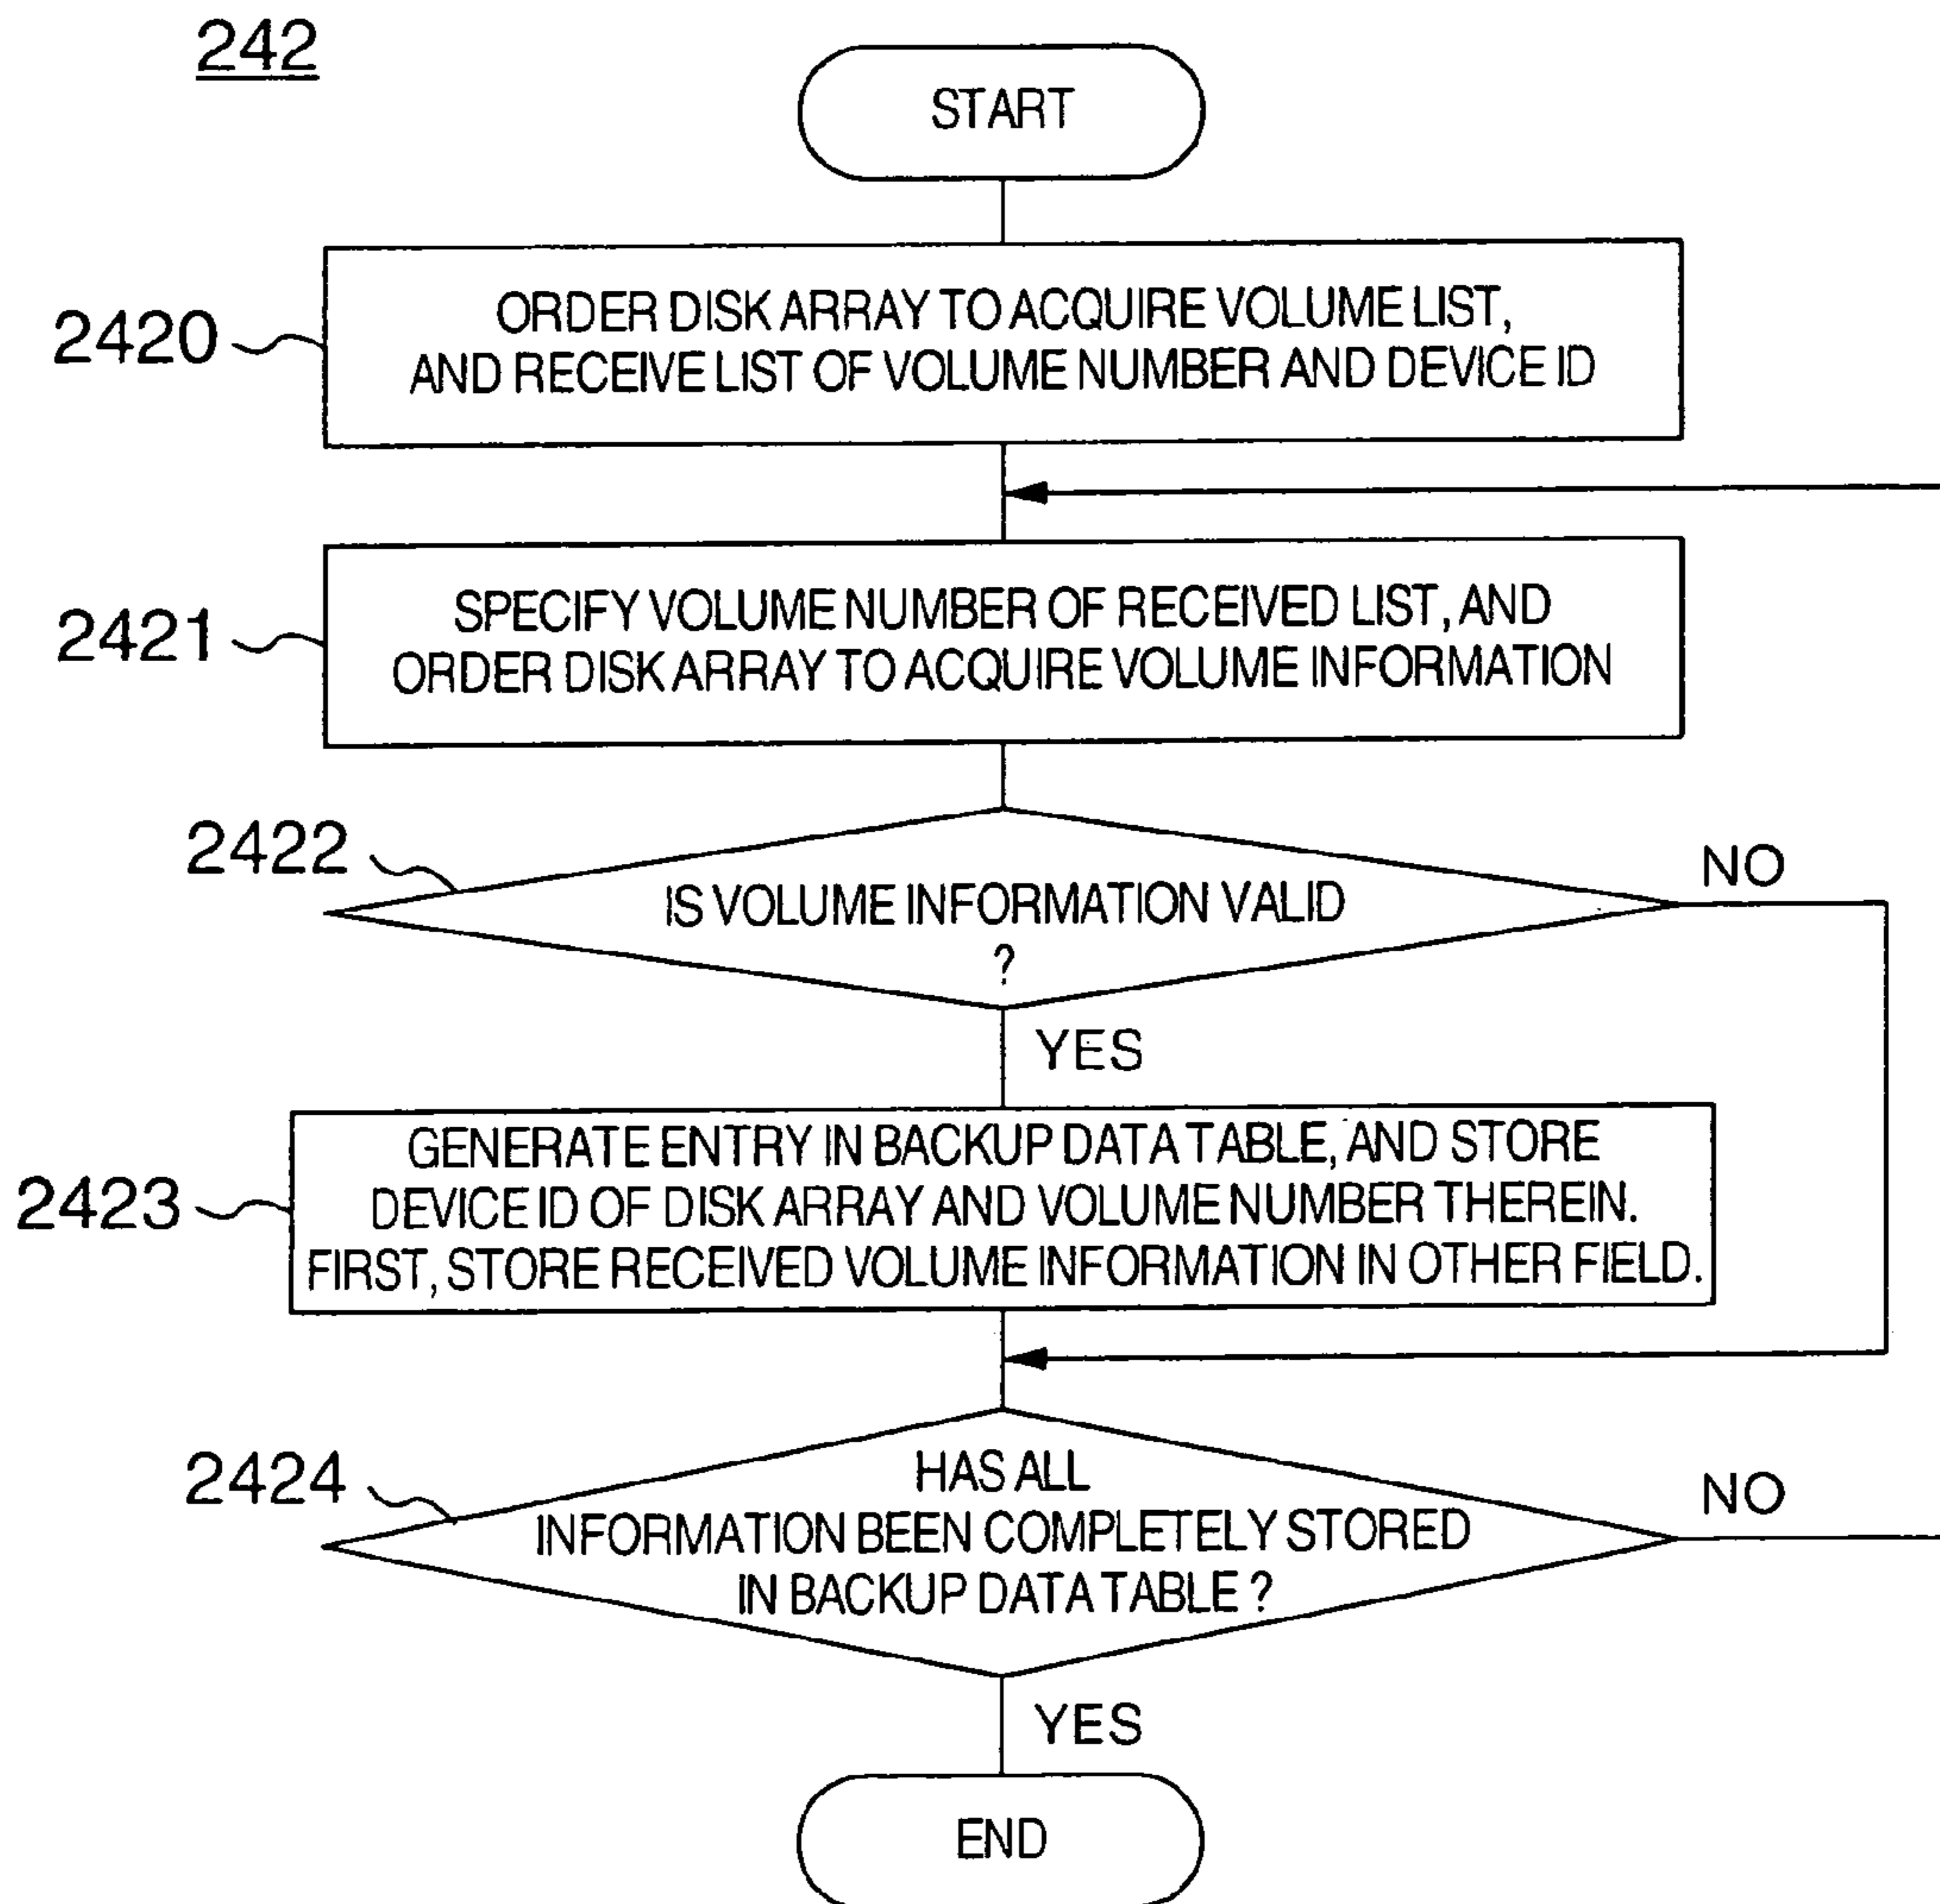 242
START
2420
ORDER DISK ARRAY TO ACQUIRE VOLUME LIST,
AND RECEIVE LIST OF VOLUME NUMBER AND DEVICE ID
2421
SPECIFY VOLUME NUMBER OF RECEIVED LIST, AND
ORDER DISK ARRAY TO ACQUIRE VOLUME INFORMATION
2422
IS VOLUME INFORMATION VALID
?
NO
YES
2423
GENERATE ENTRY IN BACKUP DATA TABLE, AND STORE
DEVICE ID OF DISK ARRAY AND VOLUME NUMBER THEREIN.
FIRST, STORE RECEIVED VOLUME INFORMATION IN OTHER FIELD.
2424
HAS ALL
INFORMATION BEEN COMPLETELY STORED
IN BACKUP DATA TABLE ?
NO
YES
END